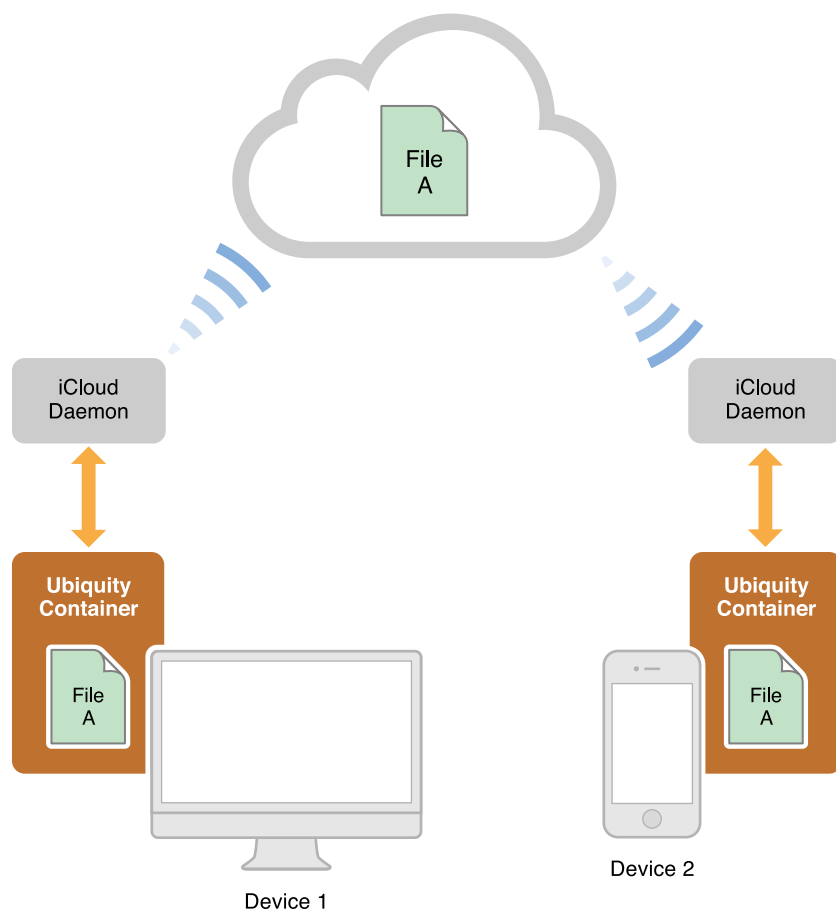 File
A
iCloud
Daemon
iCloud
Daemon
Ubiquity
Container
File
A
Ubiquity
Container
File
A
Device 1
Device 2